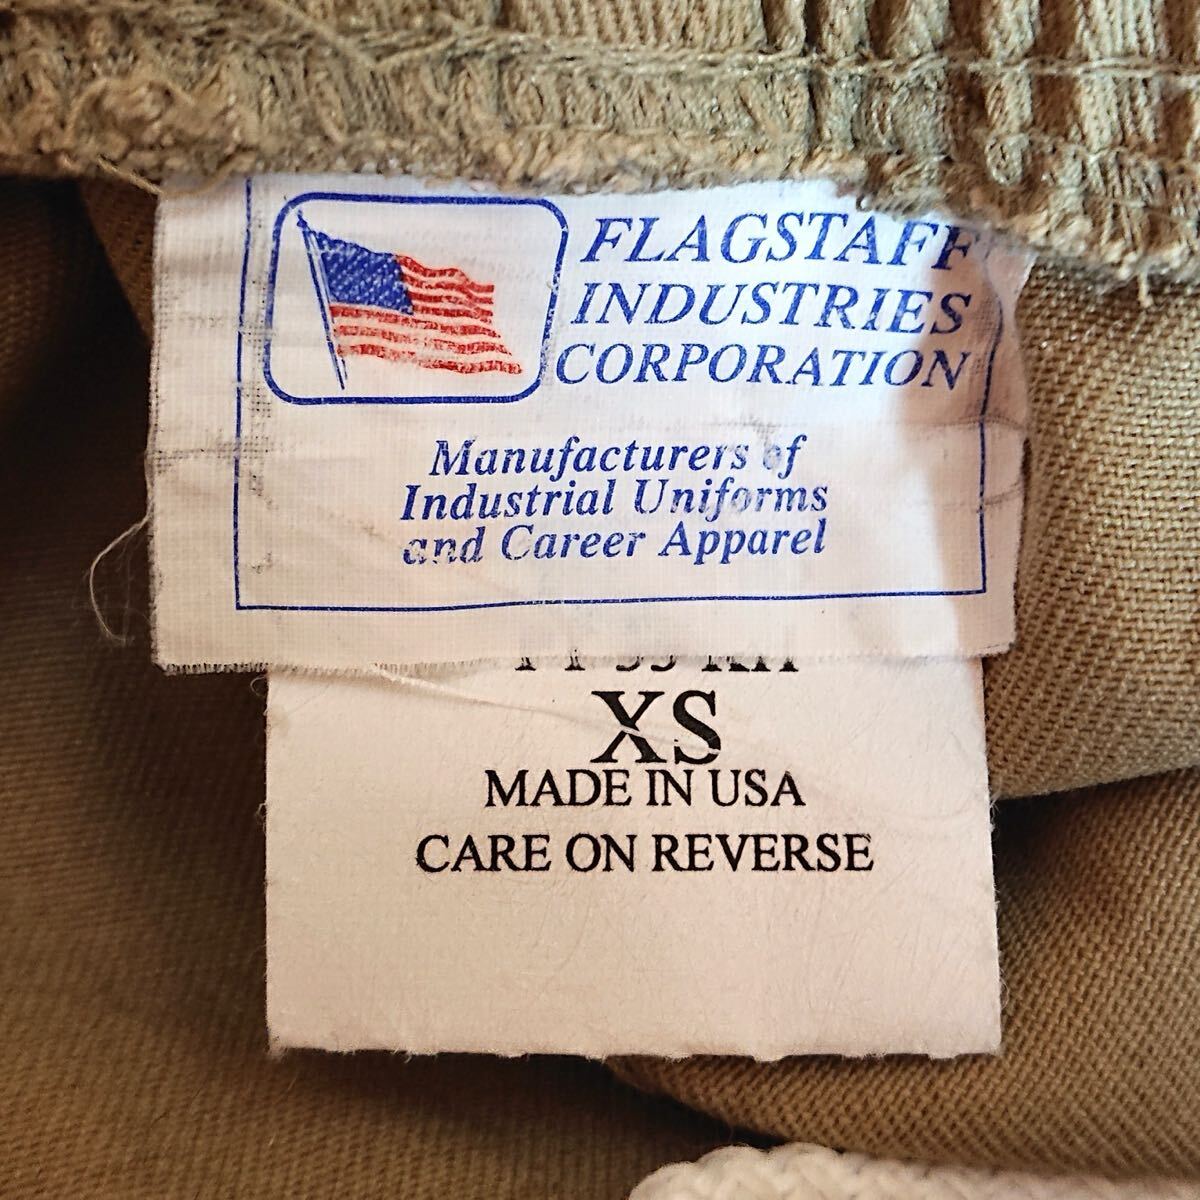 FLAGSTAFF
INDUSTRIES
CORPORATION
Manufacturers of
Industrial Uniforms
and Career Apparel
XS
MADE IN USA
CARE ON REVERSE